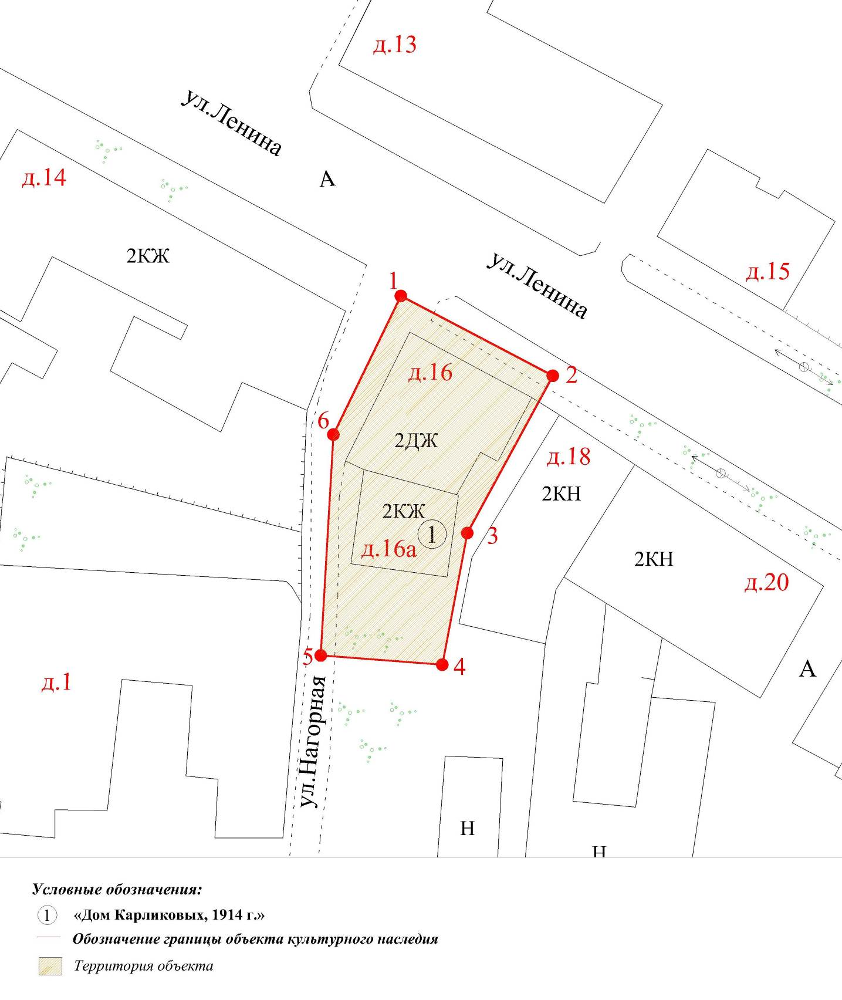 д.13
ул.Ленина
д.14
А
2КЖ
ул.Ленина
д.15
1
2
д.16
6
2ДЖ
д.18
2КН
2КЖ
1
3
д.16а
2КН
д.20
5
4
А
д.1
ул.Нагорная
Н
Н
Условные обозначения:
1 «Дом Карликовых, 1914 г.»
Обозначение границы объекта культурного наследия
Территория объекта